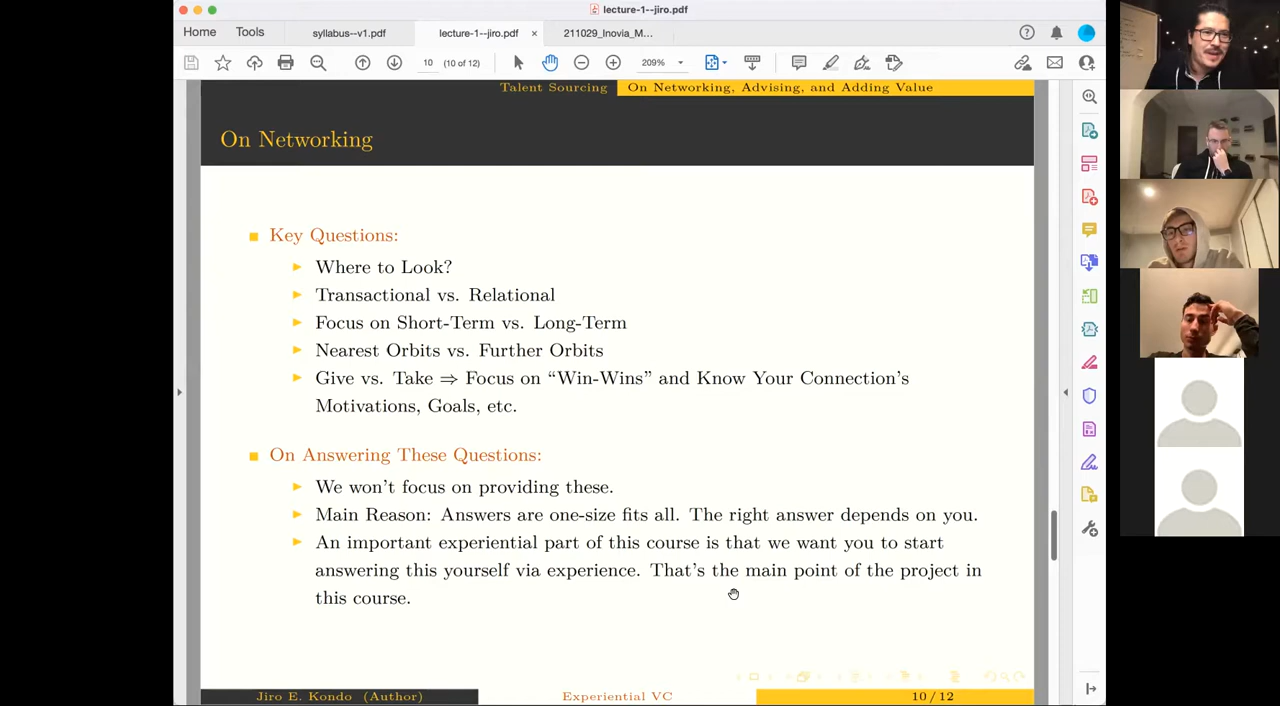 lecture-1--jiro.pdf
Home Tools syllabus--v1.pdf lecture-1--jiro.pdf × 211029_Inovia_M...
10 (10 of 12) 209%
Talent Sourcing On Networking, Advising, and Adding Value
On Networking
Key Questions:
Where to Look?
Transactional vs. Relational
Focus on Short-Term vs. Long-Term
Nearest Orbits vs. Further Orbits
Give vs. Take ⇒ Focus on “Win-Wins” and Know Your Connection’s
Motivations, Goals, etc.
On Answering These Questions:
We won’t focus on providing these.
Main Reason: Answers are one-size fits all. The right answer depends on you.
An important experiential part of this course is that we want you to start
answering this yourself via experience. That’s the main point of the project in
this course.
Jiro E. Kondo (Author) Experiential VC 10 / 12